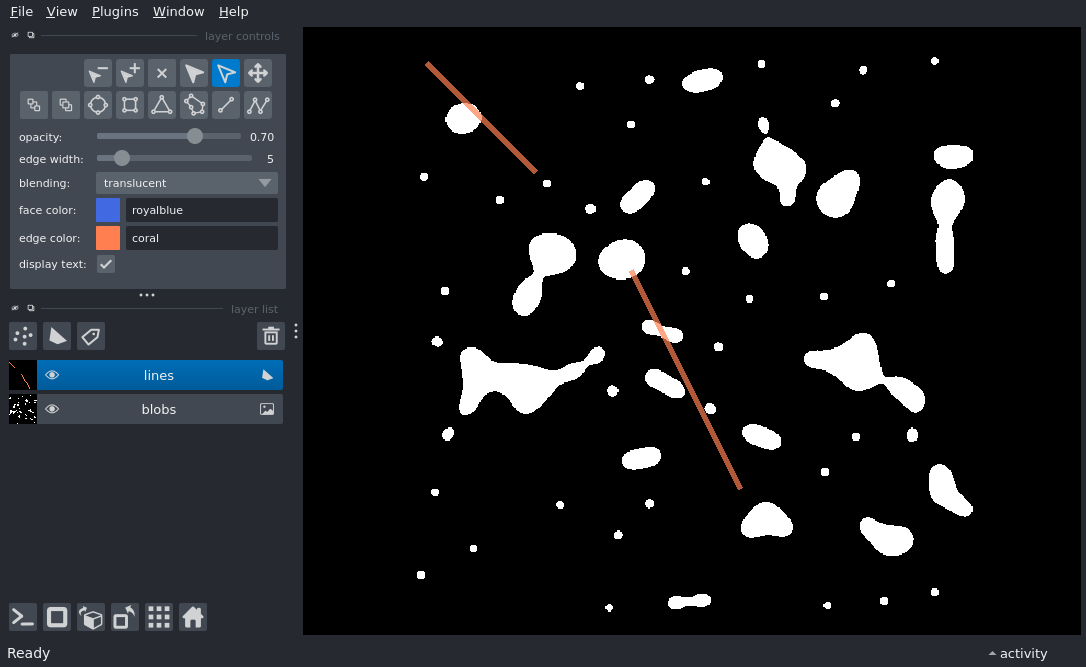 File View Plugins Window Help
layer controls
opacity: 0.70
edge width: 5
blending: translucent
face color: royalblue
edge color: coral
display text:
layer list
lines
blobs
Ready
activity